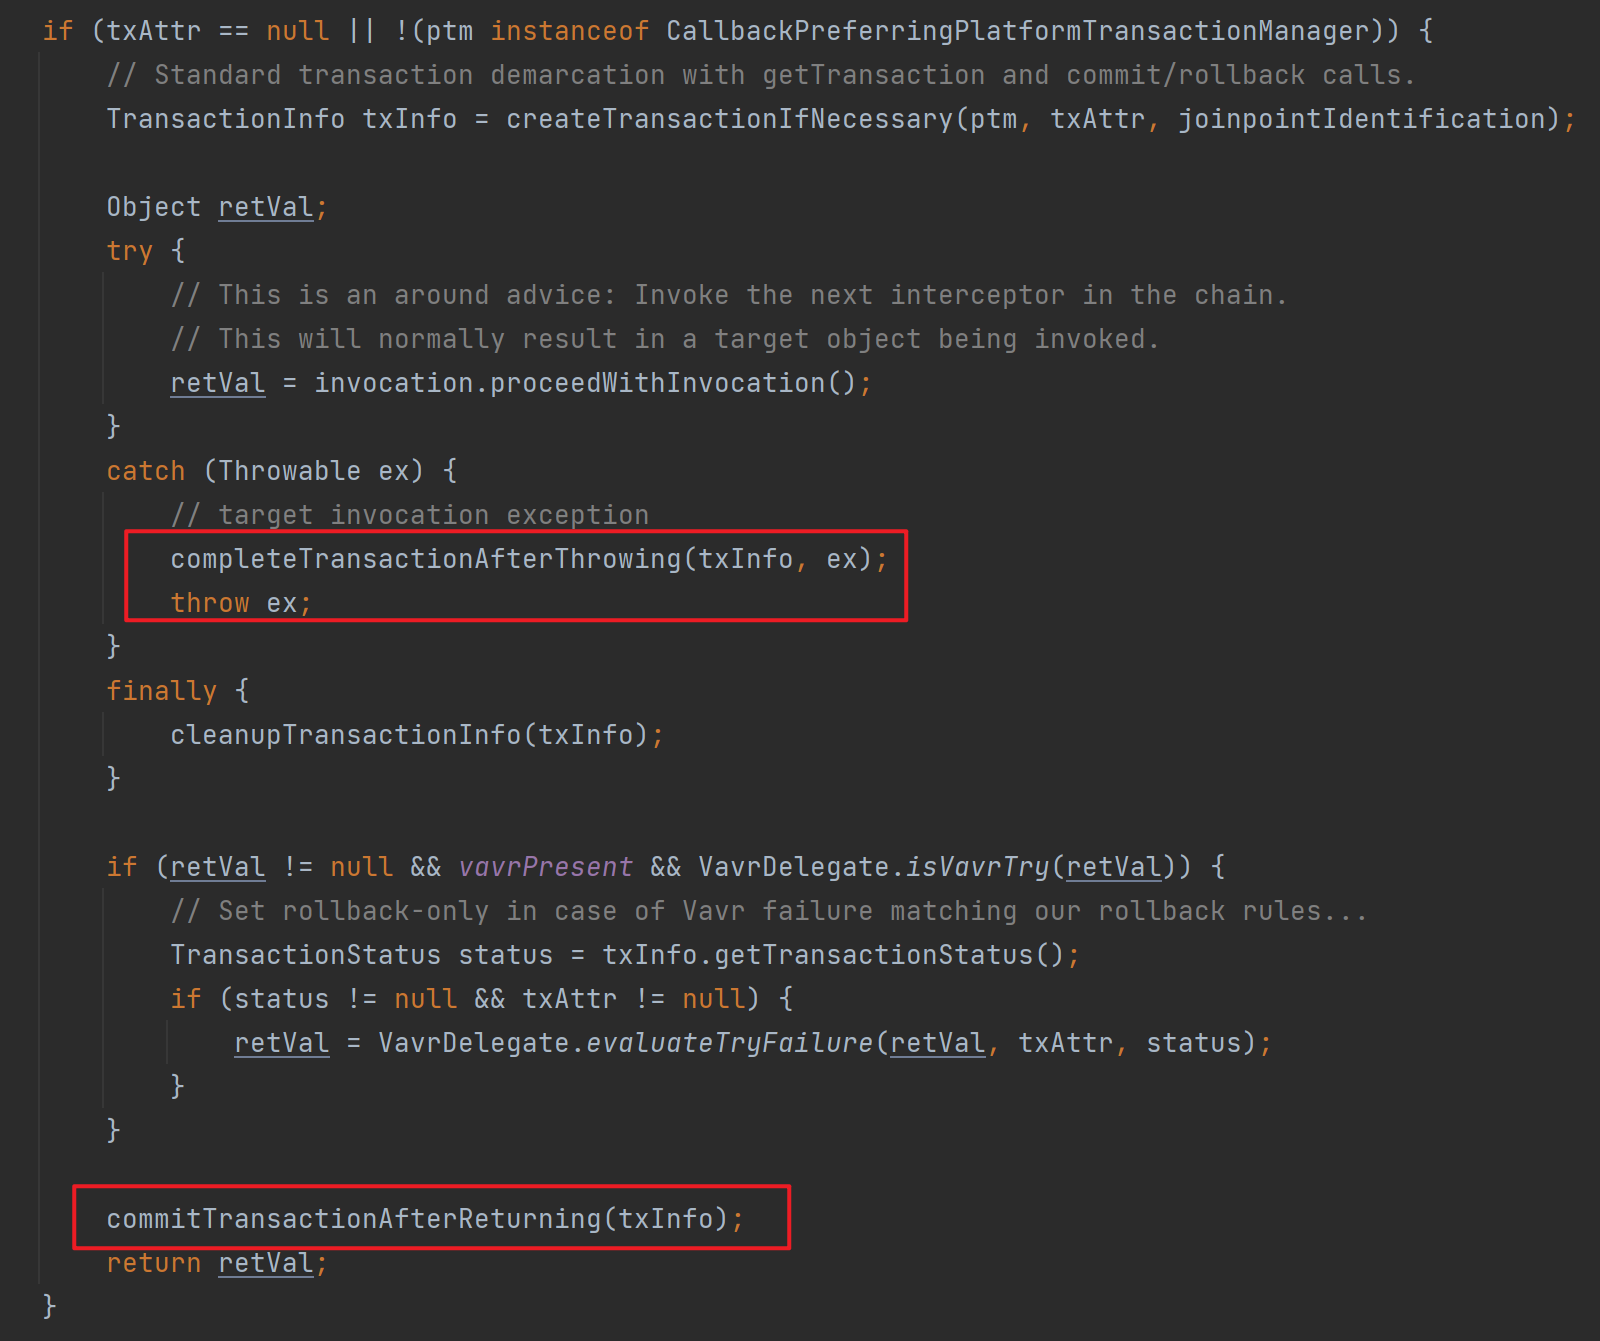 if (txAttr == null || !(ptm instanceof CallbackPreferringPlatformTransactionManager)) {
// Standard transaction demarcation with getTransaction and commit/rollback calls.
TransactionInfo txInfo = createTransactionIfNecessary(ptm, txAttr, joinpointIdentification);
Object retVal;
try {
// This is an around advice: Invoke the next interceptor in the chain.
// This will normally result in a target object being invoked.
retVal = invocation.proceedWithInvocation();
}
catch (Throwable ex) {
// target invocation exception
completeTransactionAfterThrowing(txInfo, ex);
throw ex;
}
finally {
cleanupTransactionInfo(txInfo);
}
if (retVal != null && vavrPresent && VavrDelegate.isVavrTry(retVal)) {
// Set rollback-only in case of Vavr failure matching our rollback rules...
TransactionStatus status = txInfo.getTransactionStatus();
if (status != null && txAttr != null) {
retVal = VavrDelegate.evaluateTryFailure(retVal, txAttr, status);
}
}
commitTransactionAfterReturning(txInfo);
return retVal;
}